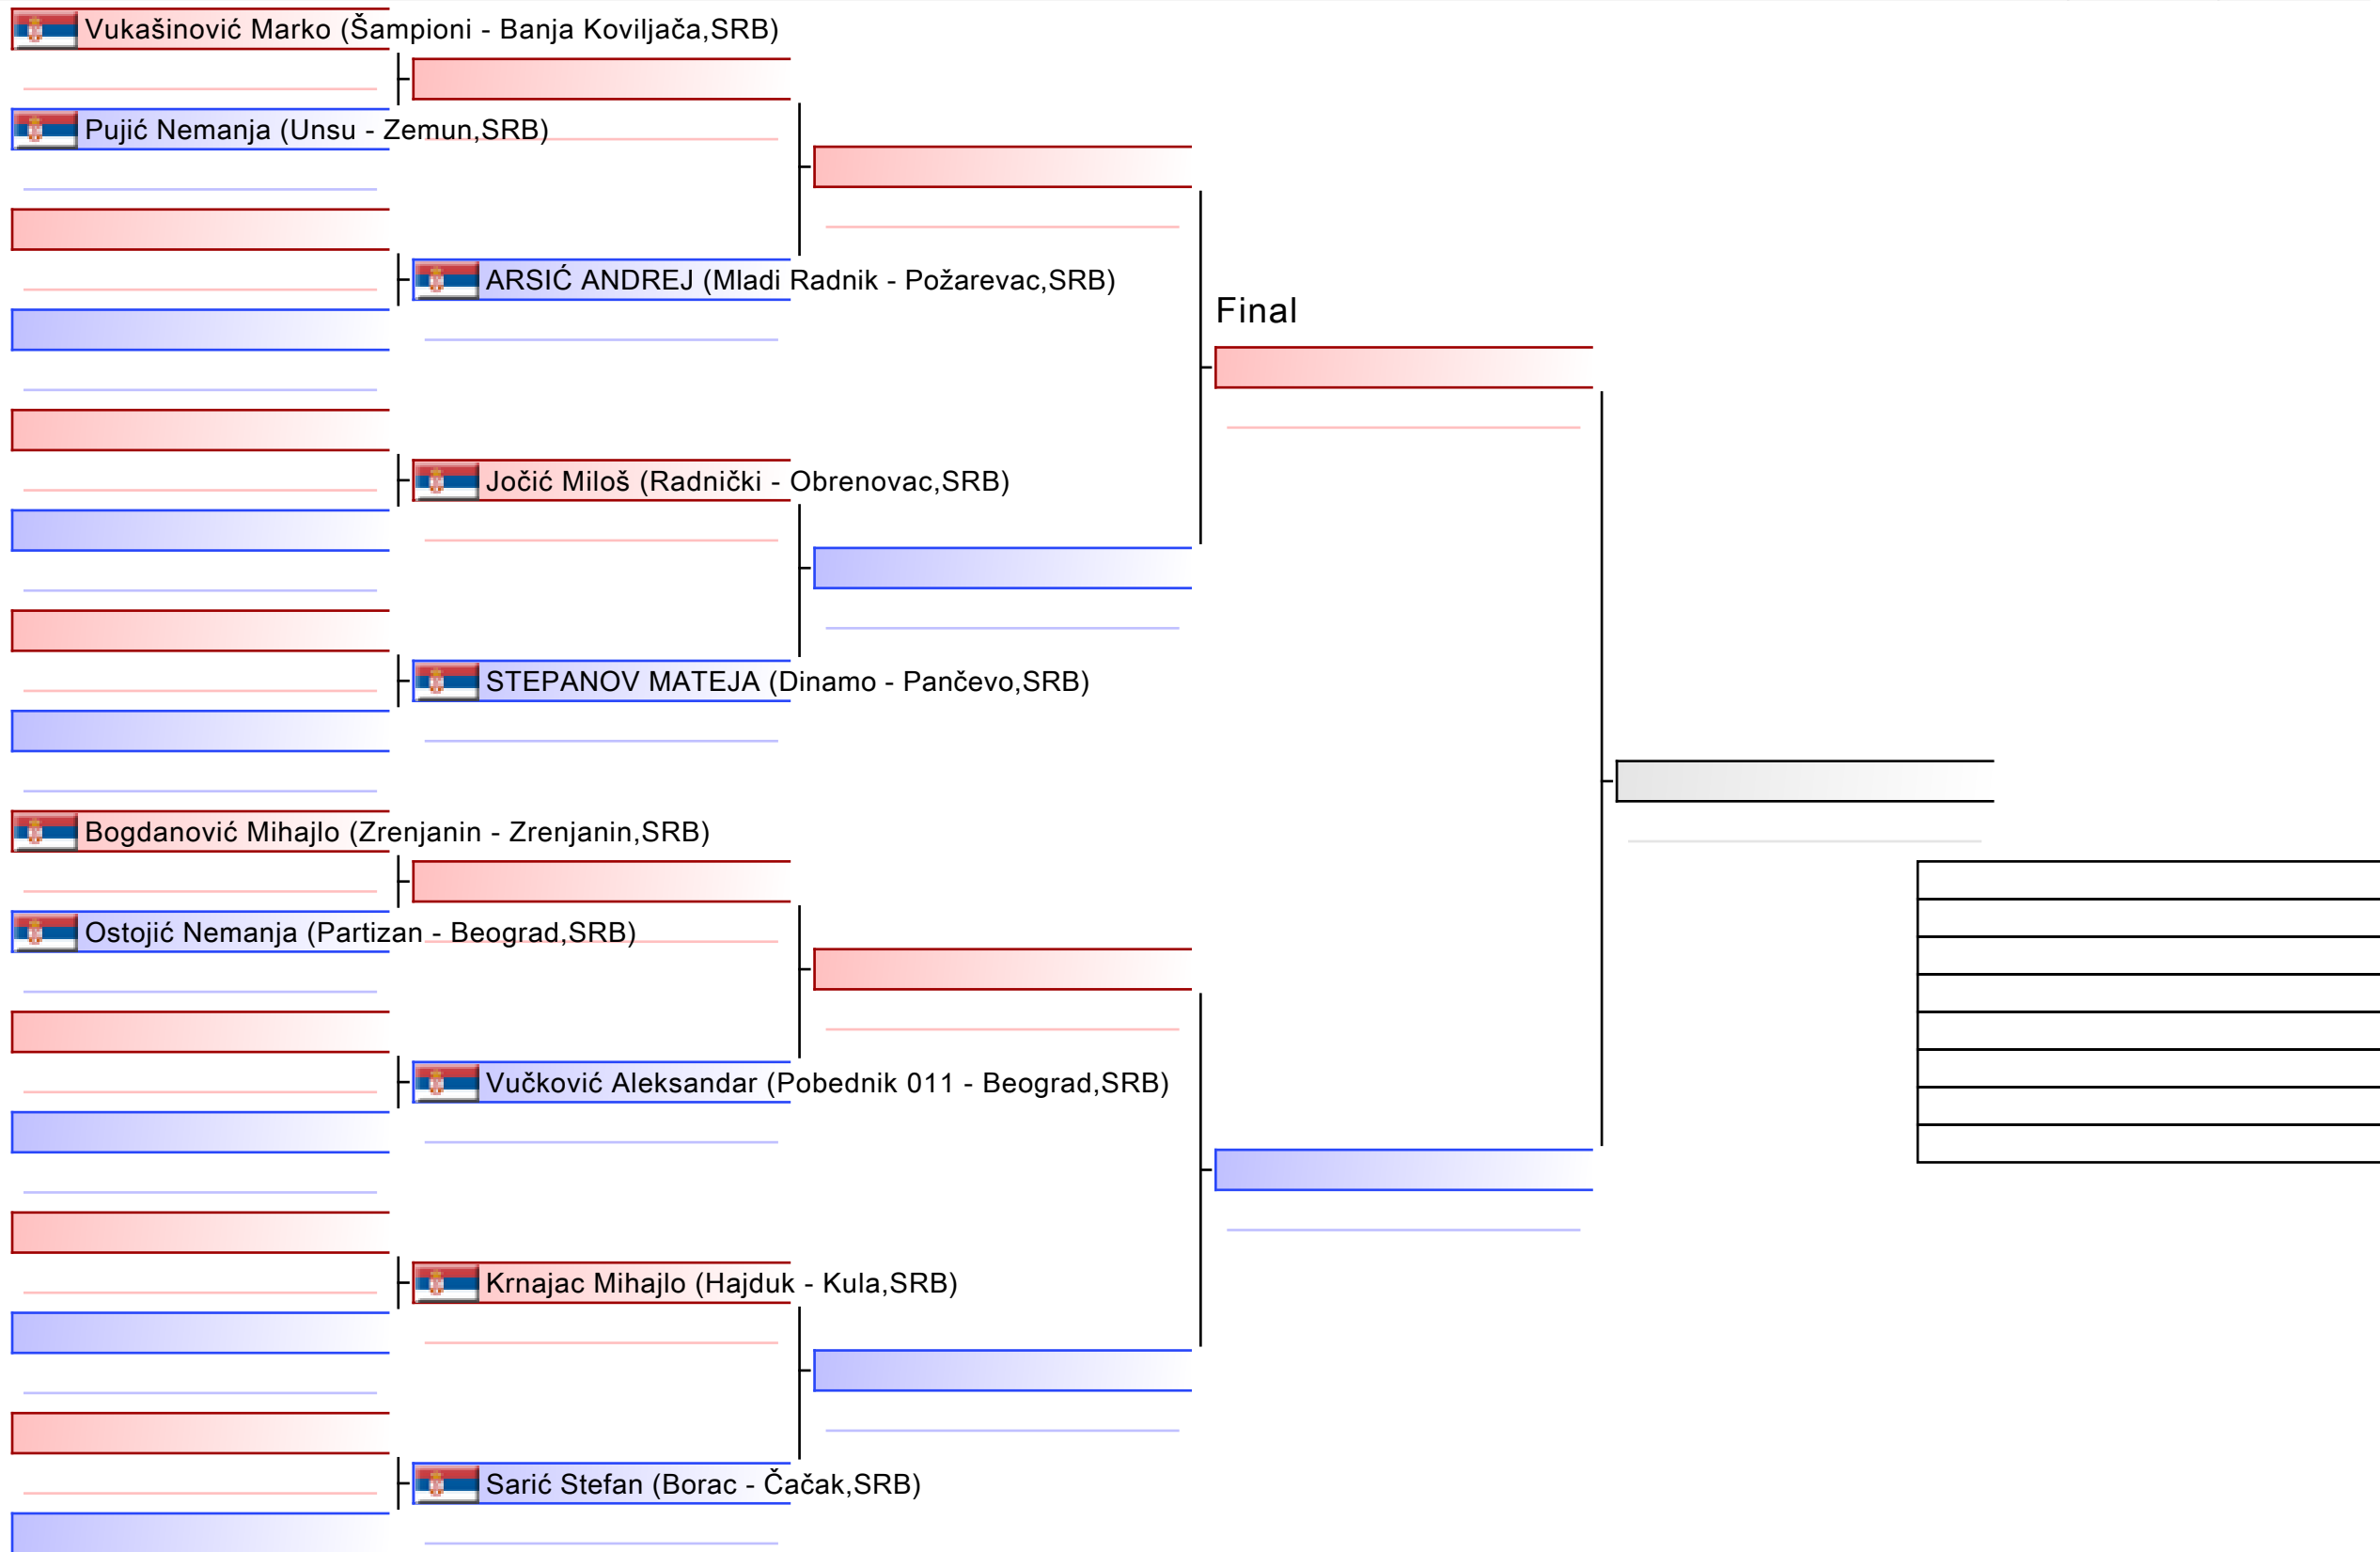 Vukašinović Marko (Šampioni - Banja Koviljača,SRB)
Pujić Nemanja (Unsu - Zemun,SRB)
ARSIĆ ANDREJ (Mladi Radnik - Požarevac,SRB)
Final
Jočić Miloš (Radnički - Obrenovac,SRB)
STEPANOV MATEJA (Dinamo - Pančevo,SRB)
Bogdanović Mihajlo (Zrenjanin - Zrenjanin,SRB)
Ostojić Nemanja (Partizan - Beograd,SRB)
Vučković Aleksandar (Pobednik 011 - Beograd,SRB)
Krnajac Mihajlo (Hajduk - Kula,SRB)
Sarić Stefan (Borac - Čačak,SRB)